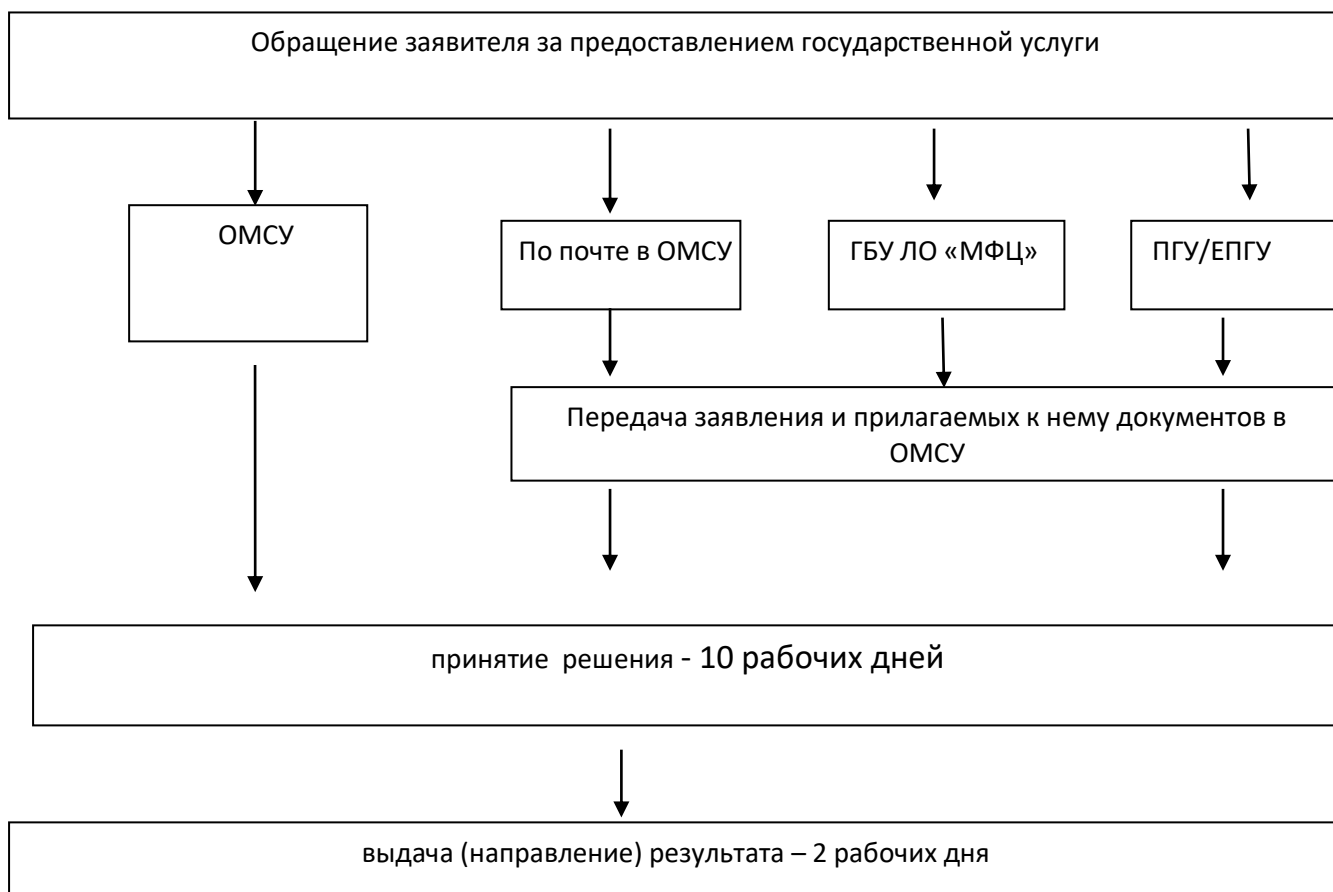 Обращение заявителя за предоставлением государственной услуги
ОМСУ
По почте в ОМСУ
ГБУ ЛО «МФЦ»
ПГУ/ЕПГУ
Передача заявления и прилагаемых к нему документов в
ОМСУ
принятие решения - 10 рабочих дней
выдача (направление) результата – 2 рабочих дня